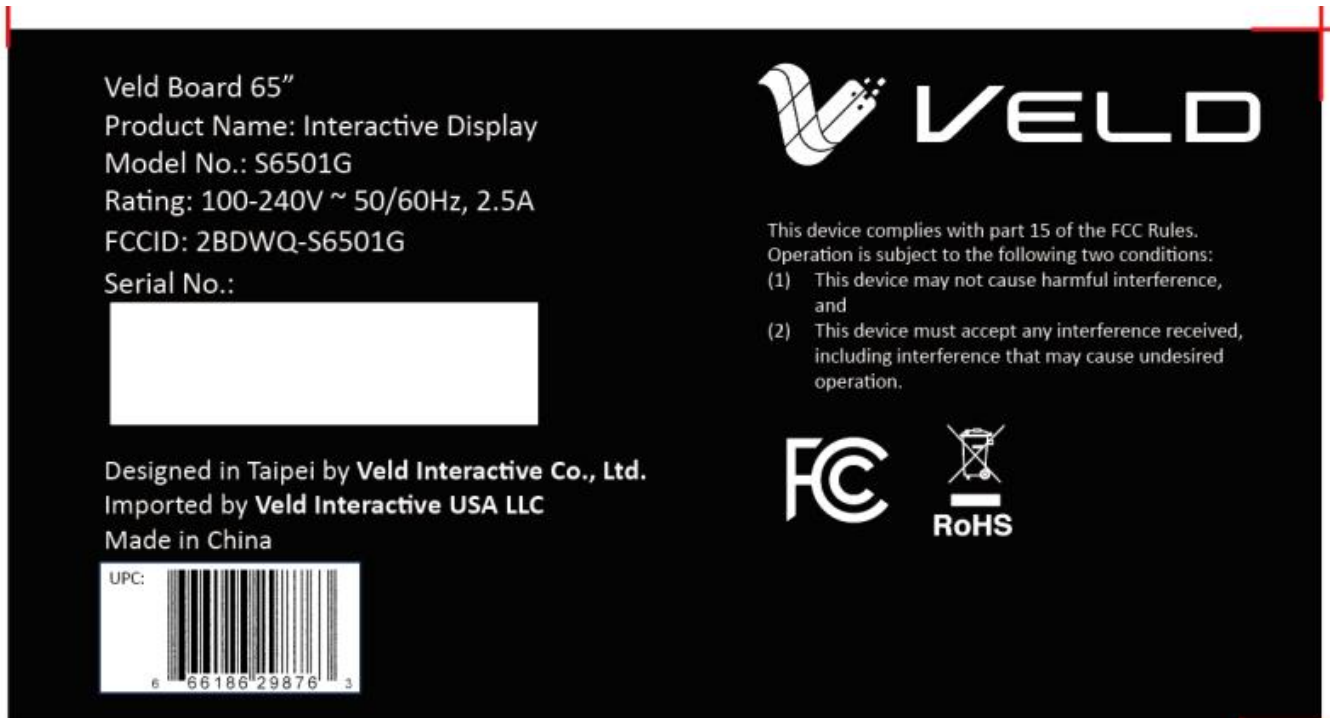 Veld Board 65”
Product Name: Interactive Display
Model No.: S6501G
Rating: 100-240V ~ 50/60Hz, 2.5A
FCCID: 2BDWQ-S6501G
Serial No.:
Designed in Taipei by Veld Interactive Co., Ltd.
Imported by Veld Interactive USA LLC
Made in China
UPC:
6 66186 29876 3
VELD
This device complies with part 15 of the FCC Rules.
Operation is subject to the following two conditions:
(1) This device may not cause harmful interference,
and
(2) This device must accept any interference received,
including interference that may cause undesired
operation.
FC
RoHS